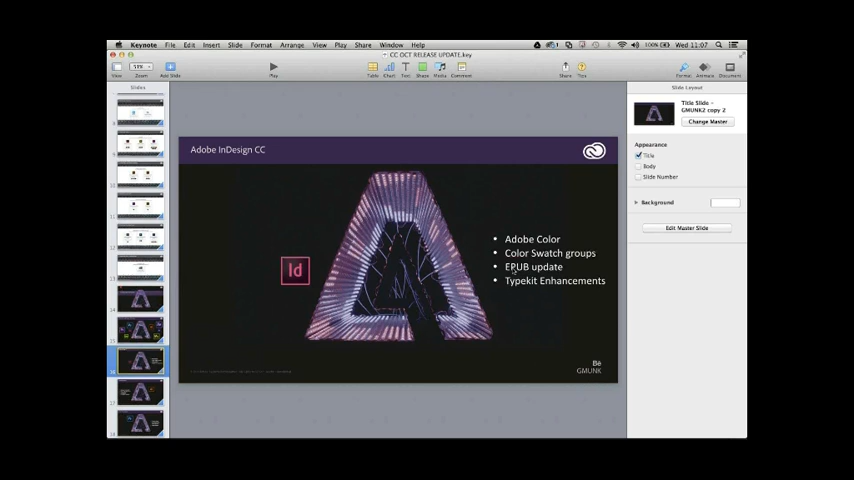 Keynote File Edit Insert Slide Format Arrange View Play Share Window Help
100% Wed 11:07
CC OCT RELEASE UPDATE.key
View Zoom Add Slide Play Table Chart Text Shape Media Comment Share Tips Format Animate Document
Slides
Slide Layout
Title Slide -
GMUNK2 copy 2
Change Master
Appearance
Title
Body
Slide Number
Background
Edit Master Slide
Adobe InDesign CC
Id
• Adobe Color
• Color Swatch groups
• EPUB update
• Typekit Enhancements
Bē
GMUNK